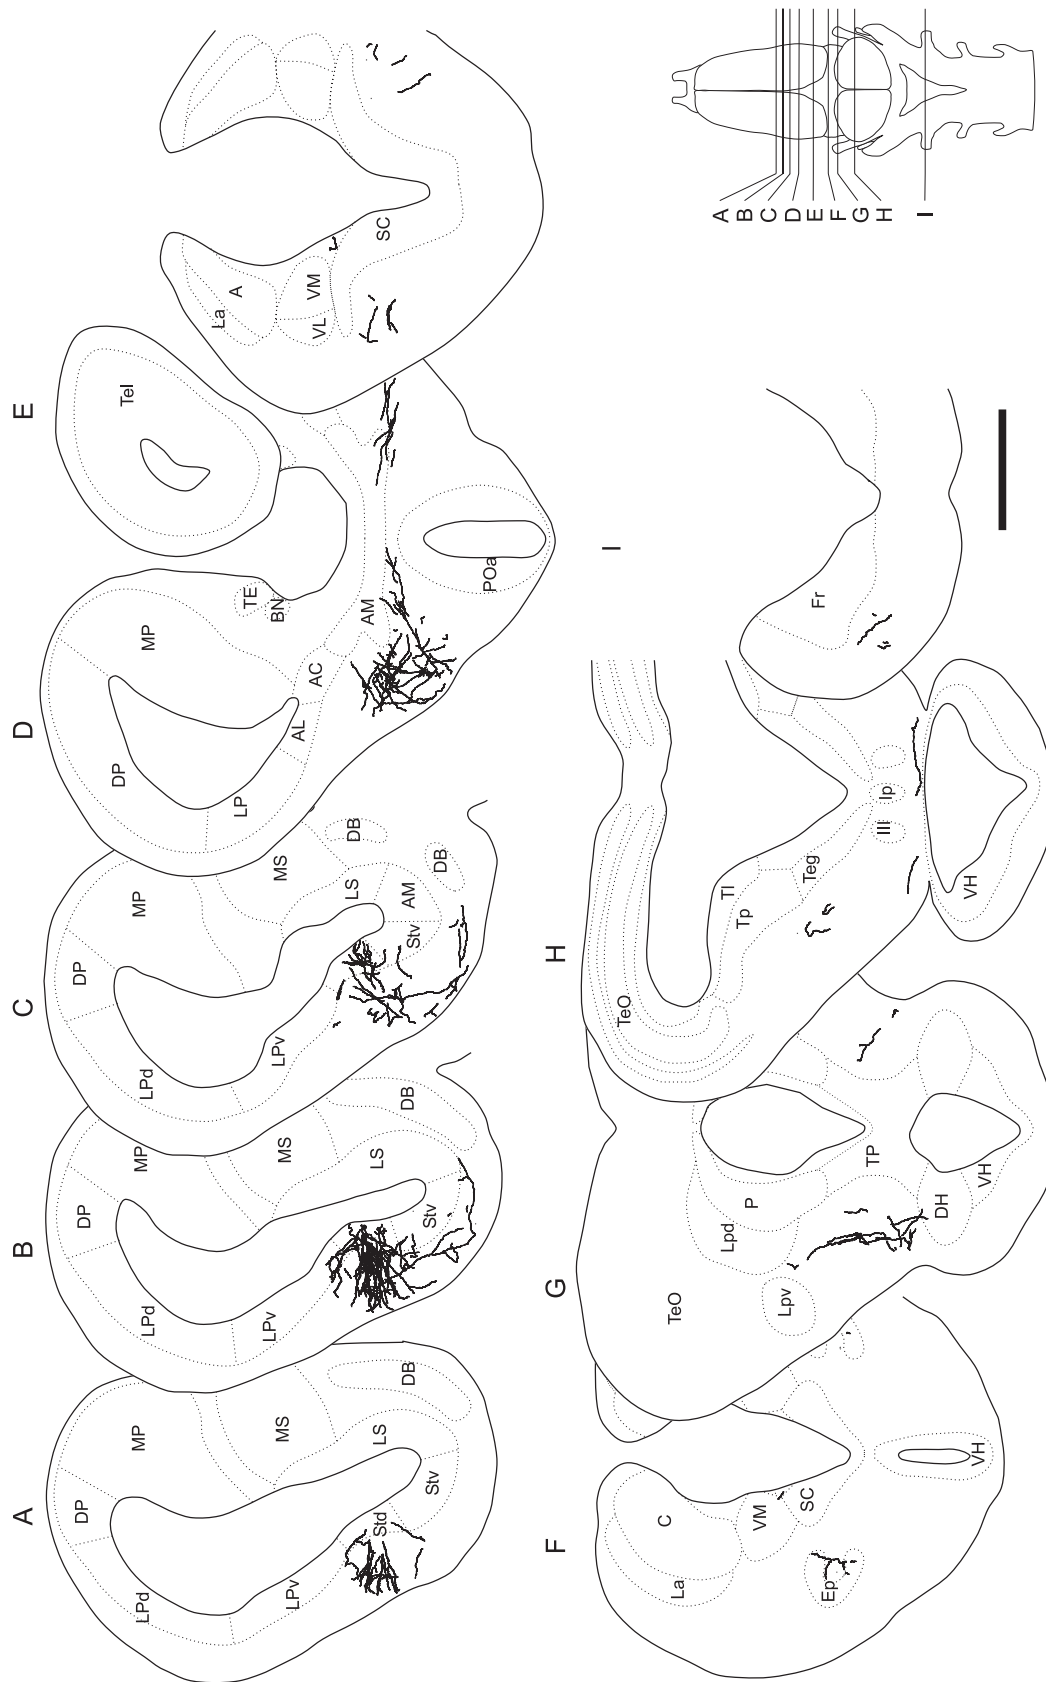 A
MP
DP
LPd
LPv
MS
LS
DB
Std
Stv
B
MP
DP
LPd
LPv
MS
LS
DB
Stv
C
MP
DP
LPd
LPv
MS
LS
DB
DB
AM
Stv
D
MP
DP
LP
AL
AC
AM
TE
BN
POa
E
Tel
La
A
VM
VL
SC
F
C
La
VM
SC
Ep
VH
G
TeO
Lpd
P
Lpv
TP
DH
VH
H
TeO
Tl
Tp
Teg
III
Ip
VH
I
Fr
A
B
C
D
E
F
G
H
I